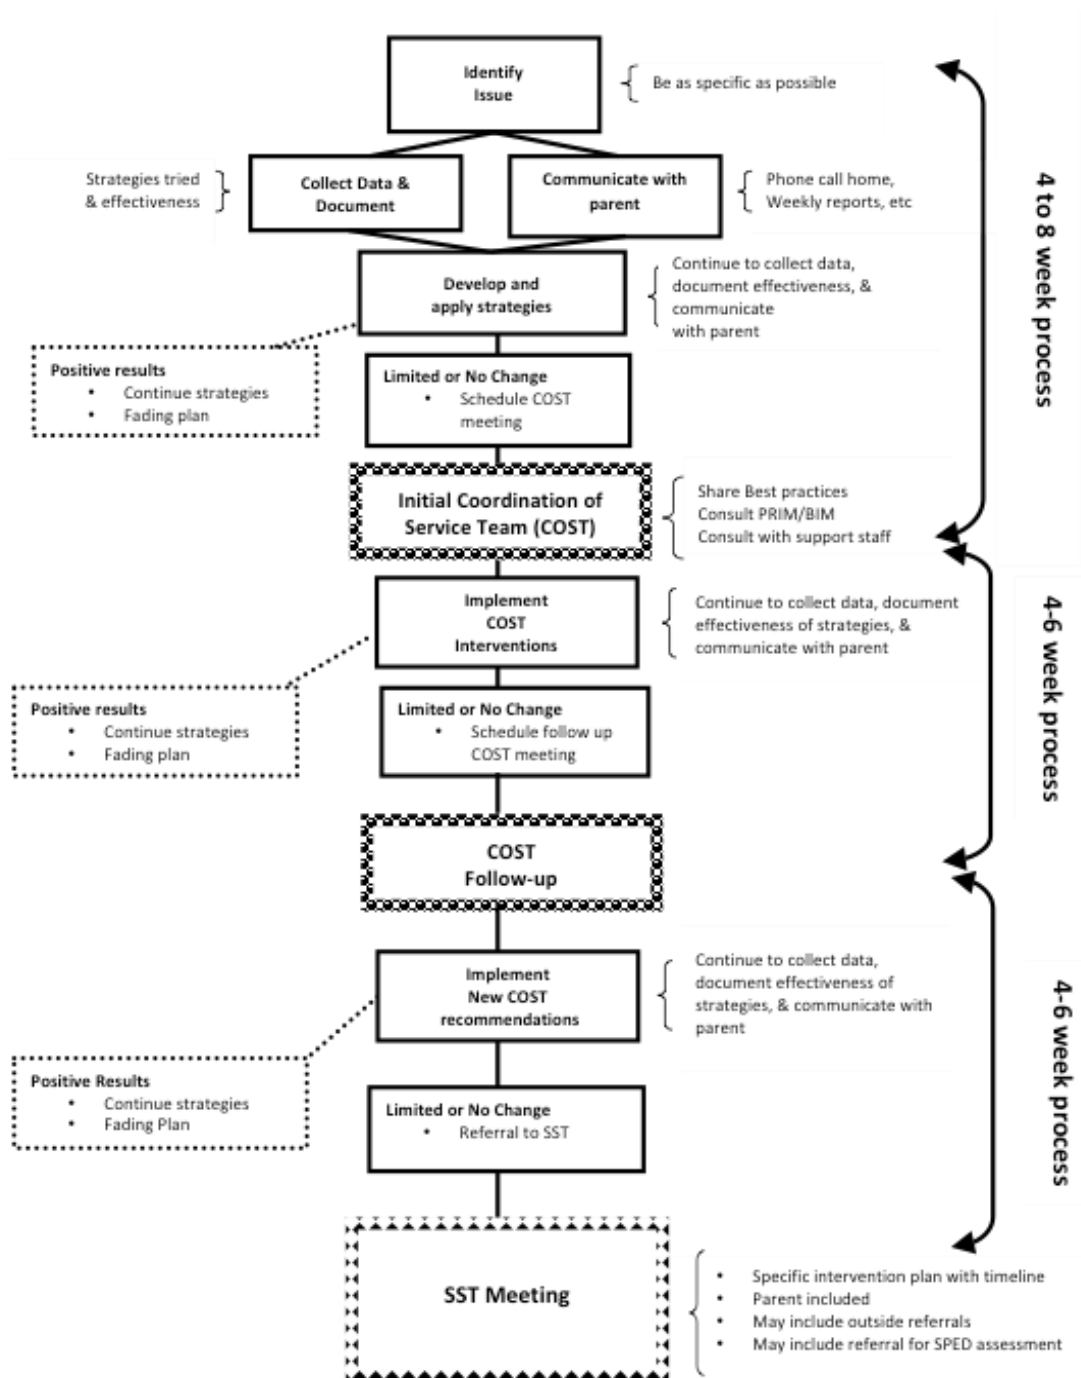 Identify
Issue
Be as specific as possible
Strategies tried
& effectiveness
Collect Data &
Document
Communicate with
parent
Phone call home,
Weekly reports, etc
Develop and
apply strategies
Continue to collect data,
document effectiveness, &
communicate
with parent
Positive results
• Continue strategies
• Fading plan
Limited or No Change
• Schedule COST
meeting
4 to 8 week process
Initial Coordination of
Service Team (COST)
Share Best practices
Consult PRIM/BIM
Consult with support staff
Implement
COST
Interventions
Continue to collect data, document
effectiveness of strategies, &
communicate with parent
Positive results
• Continue strategies
• Fading plan
Limited or No Change
• Schedule follow up
COST meeting
4-6 week process
COST
Follow-up
Implement
New COST
recommendations
Continue to collect data,
document effectiveness of
strategies, & communicate with
parent
Positive Results
• Continue strategies
• Fading Plan
Limited or No Change
• Referral to SST
4-6 week process
SST Meeting
• Specific intervention plan with timeline
• Parent included
• May include outside referrals
• May include referral for SPED assessment